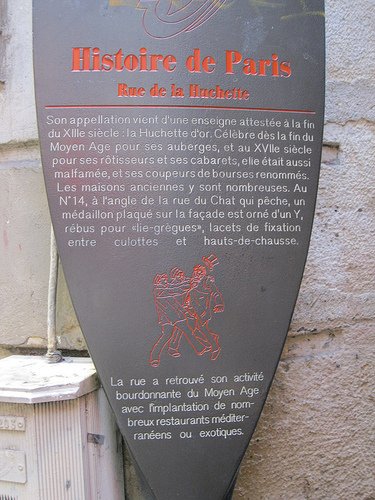 Histoire de Paris
Rue de la Huchette
Son appellation vient d'une enseigne attestée à la fin
du XIIIe siècle : la Huchette d'or. Célèbre dès la fin du
Moyen Age pour ses auberges, et au XVIIe siècle
pour ses rôtisseurs et ses cabarets, elle était aussi
malfamée, et ses coupeurs de bourses renommés.
Les maisons anciennes y sont nombreuses. Au
N°14, à l'angle de la rue du Chat qui pêche, un
médaillon plaqué sur la façade est orné d'un Y,
rébus pour «lie-grègues», lacets de fixation
entre culottes et hauts-de-chausse.
La rue a retrouvé son activité
bourdonnante du Moyen Age
avec l'implantation de nom-
breux restaurants méditer-
ranéens ou exotiques.